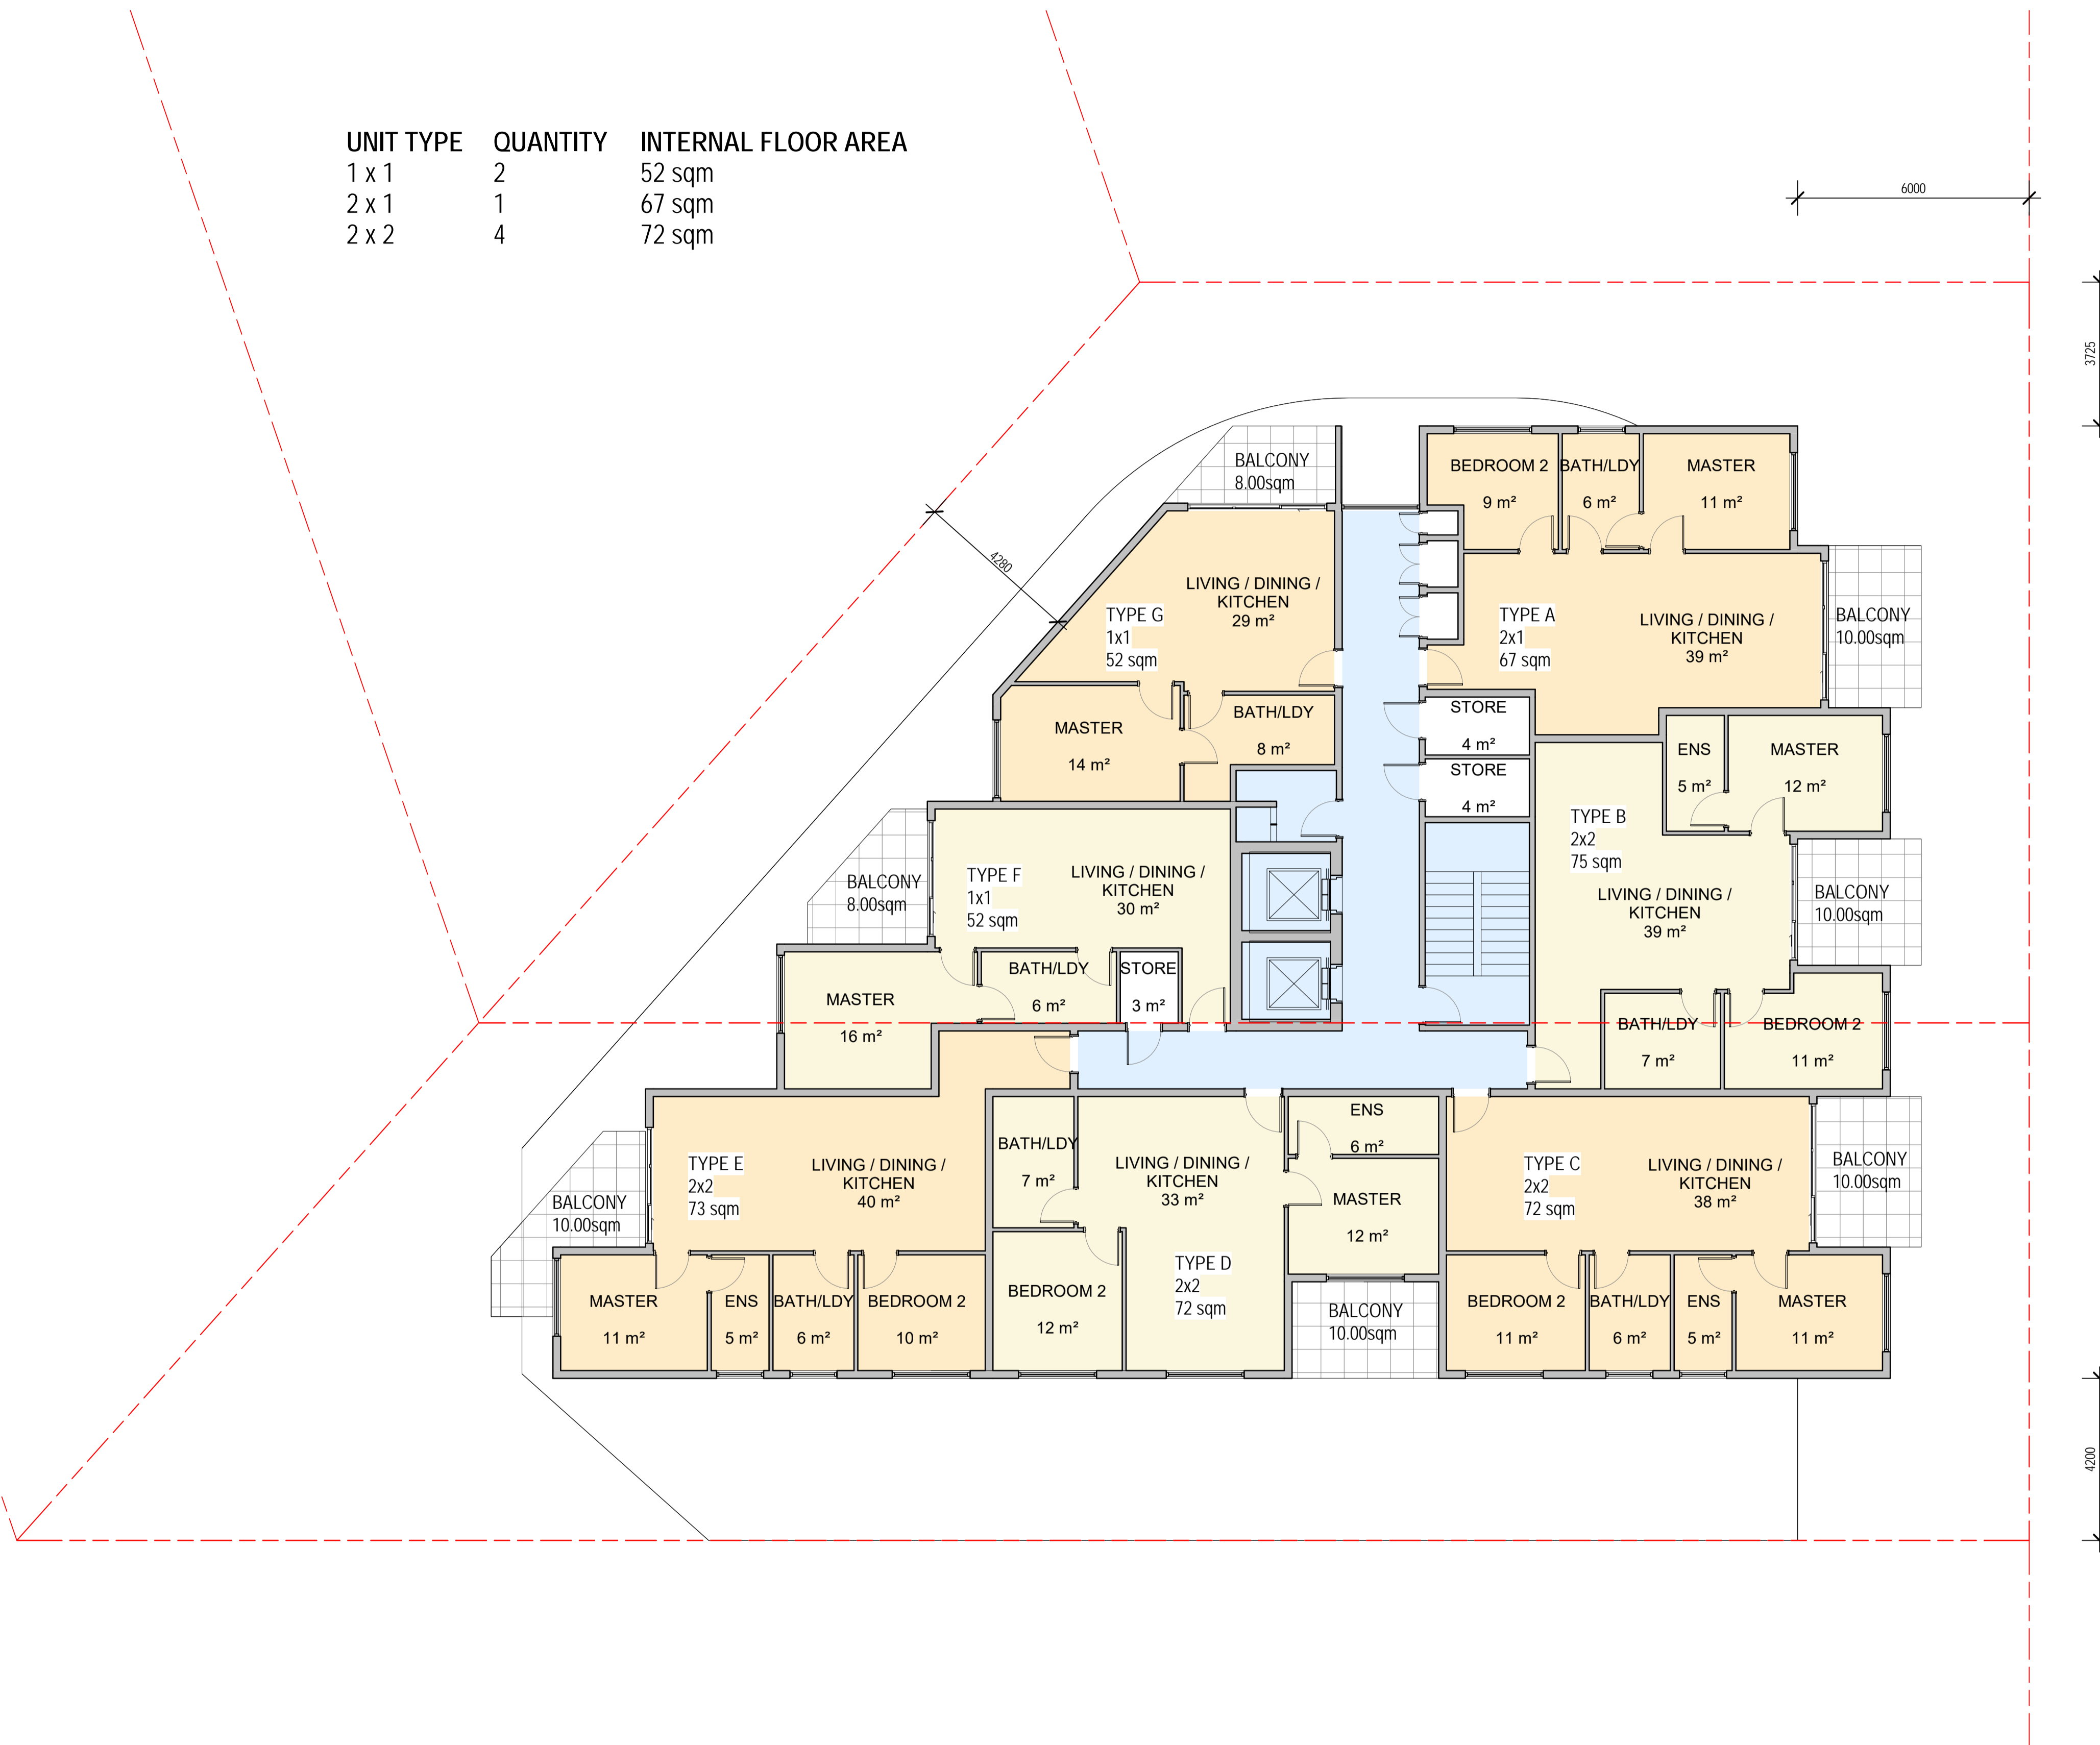 UNIT TYPE QUANTITY INTERNAL FLOOR AREA
1 x 1 2 52 sqm
2 x 1 1 67 sqm
2 x 2 4 72 sqm
6000
3725
4280
4200
BALCONY
8.00sqm
LIVING / DINING /
KITCHEN
29 m²
TYPE G
1x1
52 sqm
MASTER
14 m²
BATH/LDY
8 m²
BEDROOM 2
9 m²
BATH/LDY
6 m²
MASTER
11 m²
TYPE A
2x1
67 sqm
LIVING / DINING /
KITCHEN
39 m²
BALCONY
10.00sqm
STORE
4 m²
STORE
4 m²
ENS
5 m²
MASTER
12 m²
TYPE B
2x2
75 sqm
LIVING / DINING /
KITCHEN
39 m²
BALCONY
10.00sqm
BATH/LDY
7 m²
BEDROOM 2
11 m²
BALCONY
8.00sqm
TYPE F
1x1
52 sqm
LIVING / DINING /
KITCHEN
30 m²
MASTER
16 m²
BATH/LDY
6 m²
STORE
3 m²
BALCONY
10.00sqm
TYPE E
2x2
73 sqm
LIVING / DINING /
KITCHEN
40 m²
MASTER
11 m²
ENS
5 m²
BATH/LDY
6 m²
BEDROOM 2
10 m²
BATH/LDY
7 m²
LIVING / DINING /
KITCHEN
33 m²
BEDROOM 2
12 m²
TYPE D
2x2
72 sqm
ENS
6 m²
MASTER
12 m²
BALCONY
10.00sqm
TYPE C
2x2
72 sqm
LIVING / DINING /
KITCHEN
38 m²
BALCONY
10.00sqm
BEDROOM 2
11 m²
BATH/LDY
6 m²
ENS
5 m²
MASTER
11 m²